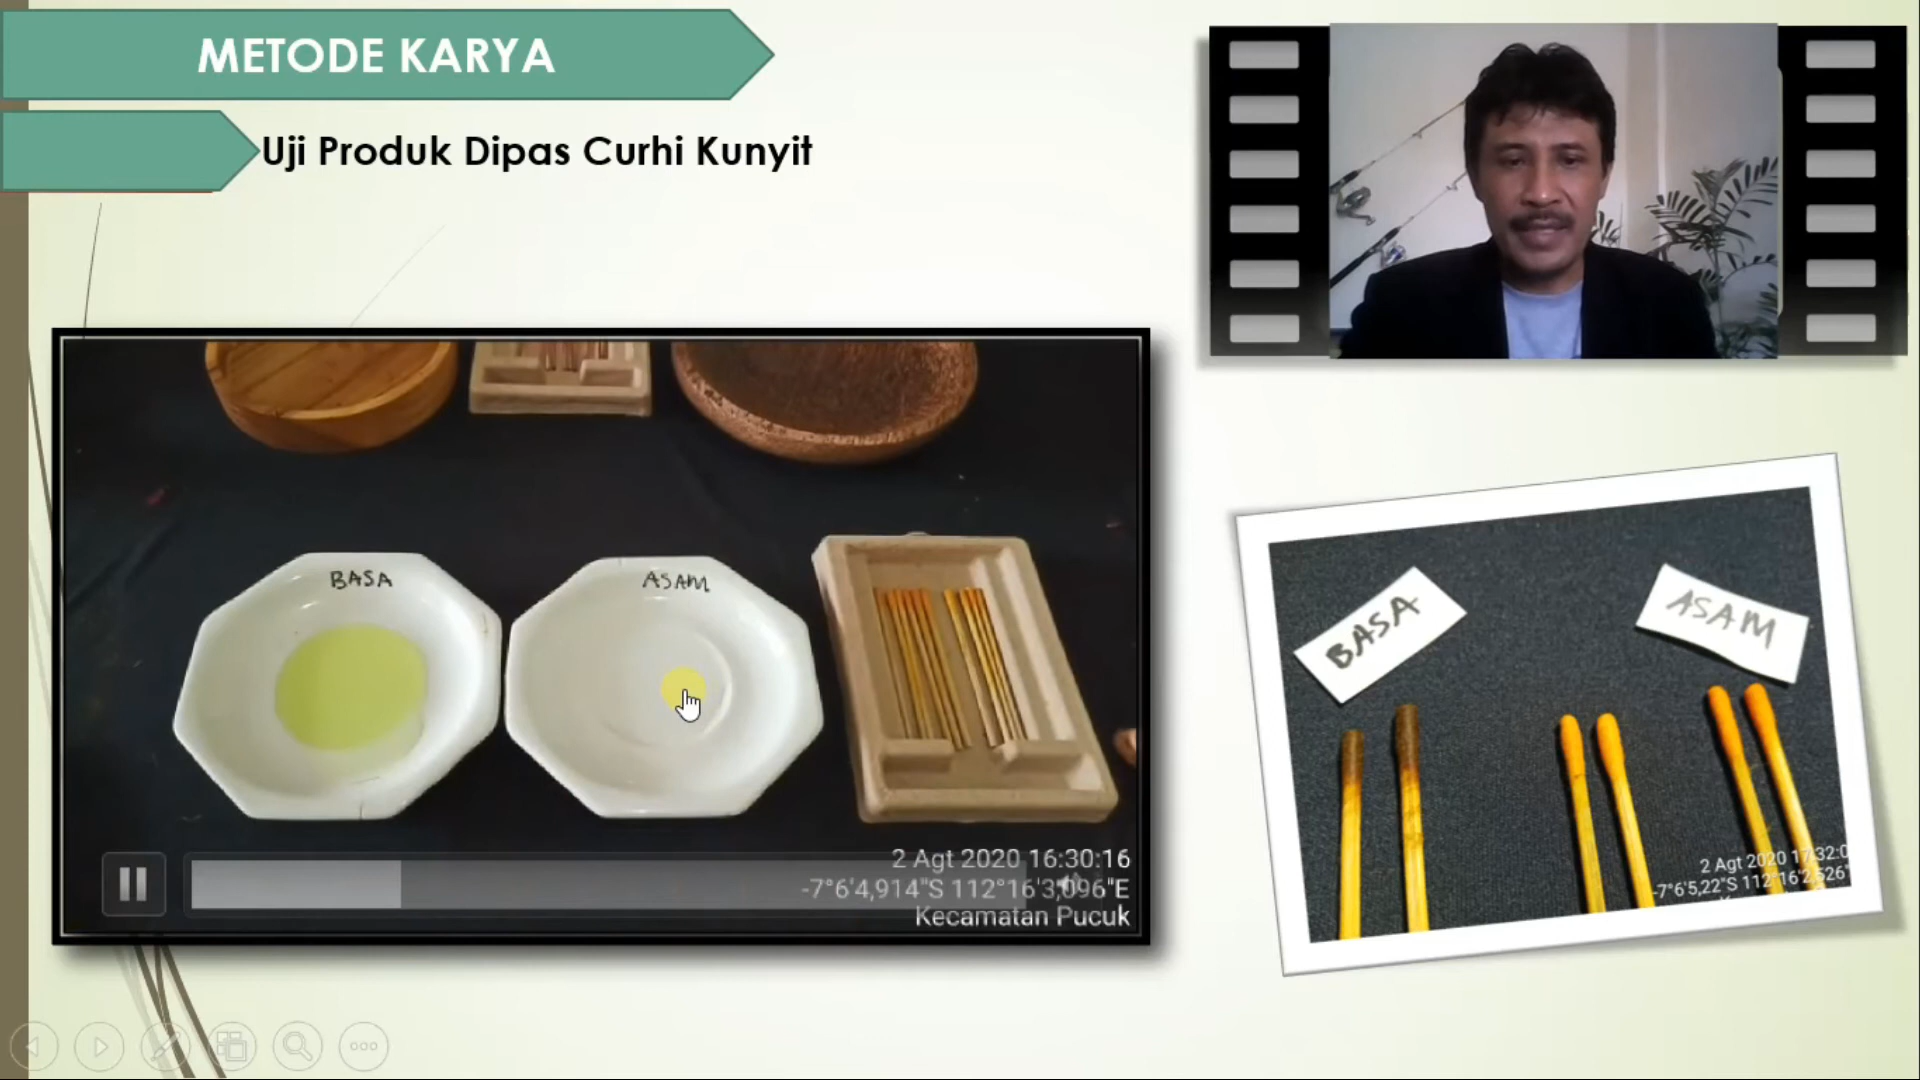 METODE KARYA
Uji Produk Dipas Curhi Kunyit
BASA
ASAM
2 Agt 2020 16:30:16
-7°6'4,914"S 112°16'3,096"E
Kecamatan Pucuk
BASA
ASAM
2 Agt 2020 17:32:0
-7°6'5,22"S 112°16'2,526"